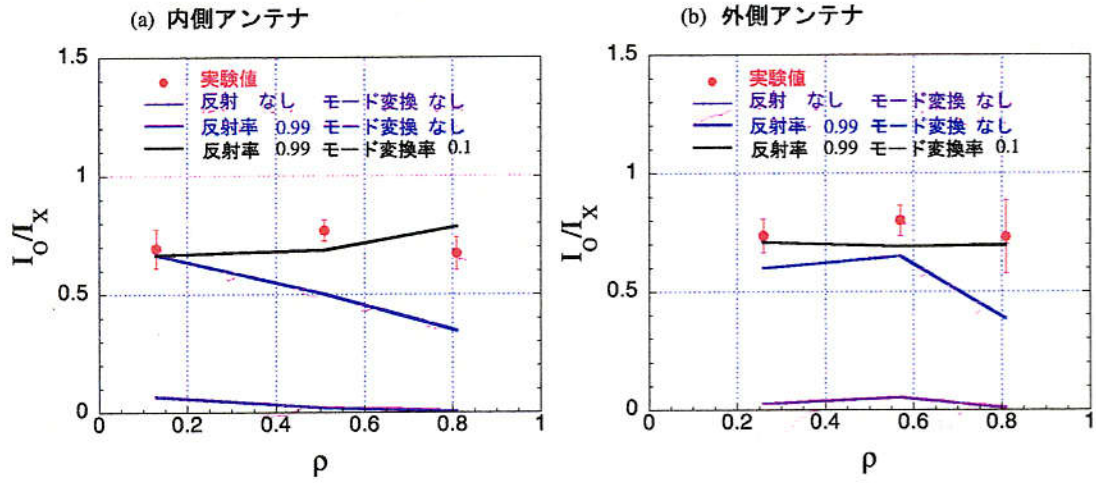 (a) 内側アンテナ
1.5
実験値
反射 なし モード変換 なし
反射率 0.99 モード変換 なし
反射率 0.99 モード変換率 0.1
1
I_O/I_X
0.5
0
0 0.2 0.4 0.6 0.8 1
ρ
(b) 外側アンテナ
1.5
実験値
反射 なし モード変換 なし
反射率 0.99 モード変換 なし
反射率 0.99 モード変換率 0.1
1
I_O/I_X
0.5
0
0 0.2 0.4 0.6 0.8 1
ρ